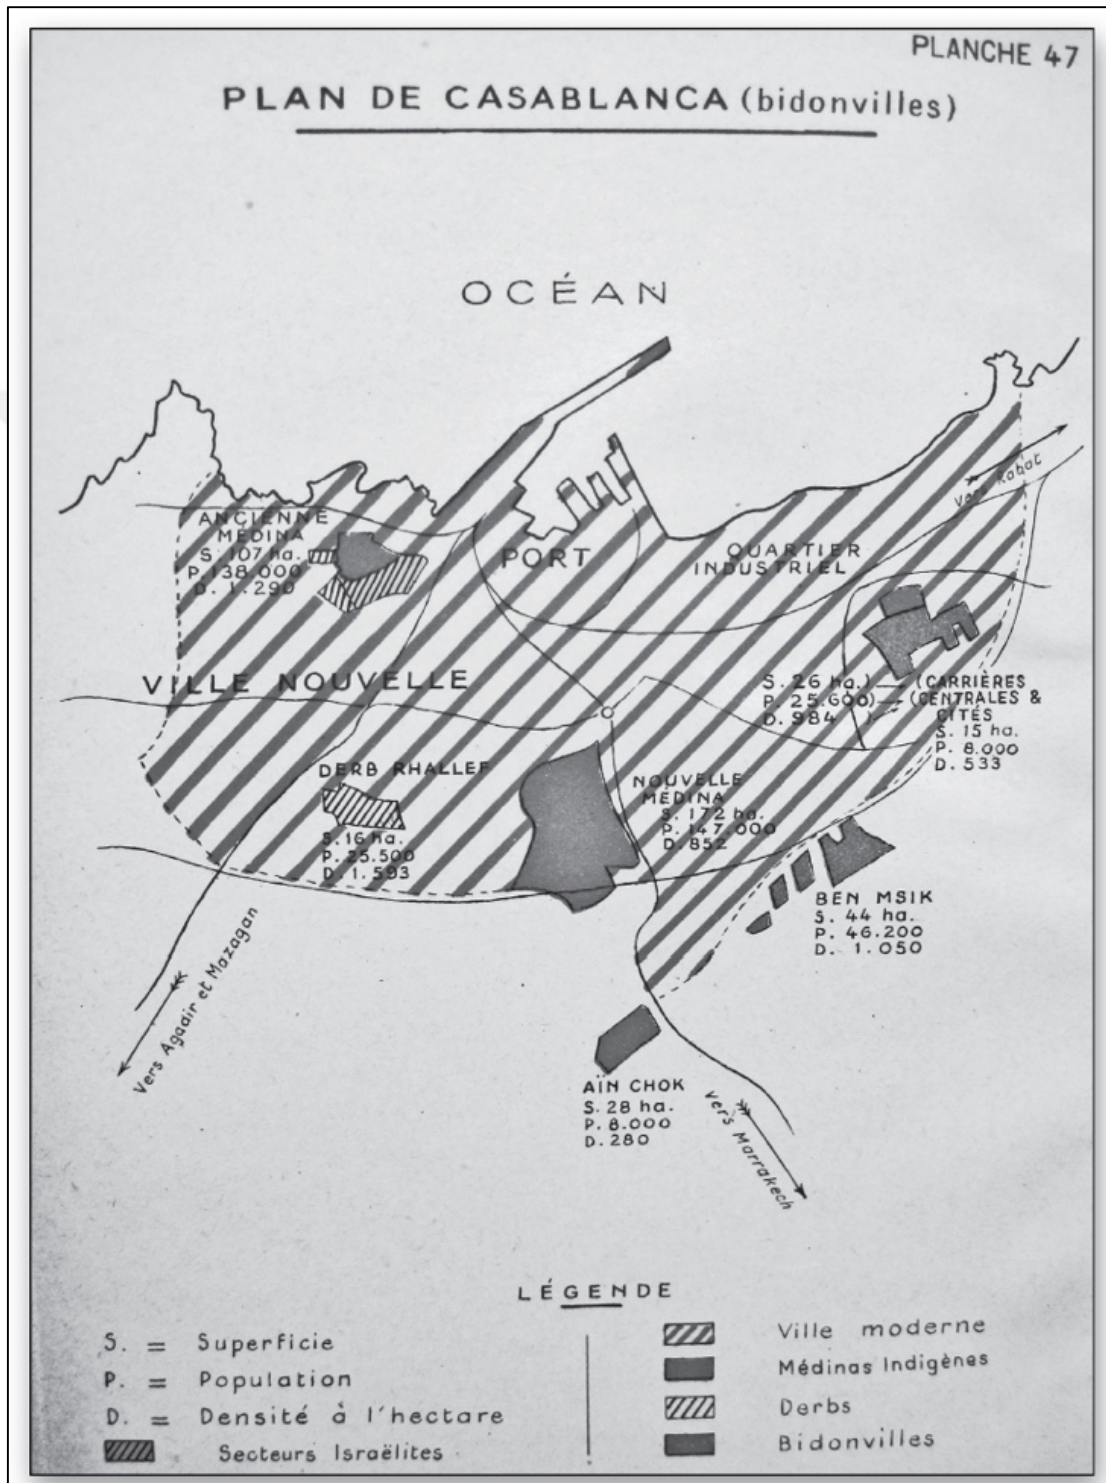 PLANCHE 47
PLAN DE CASABLANCA (bidonvilles)
OCÉAN
Vers Rabat
ANCIENNE
MÉDINA
S. 107 ha.
P. 138.000
D. 1.290
PORT
QUARTIER
INDUSTRIEL
VILLE NOUVELLE
S. 26 ha.) (CARRIÈRES
P. 25.600) (CENTRALES &
D. 984 ) CITÉS
S. 15 ha.
P. 8.000
D. 533
DERB RHALLEF
S. 16 ha.
P. 25.500
D. 1.593
NOUVELLE
MÉDINA
S. 172 ha.
P. 147.000
D. 852
BEN MSIK
S. 44 ha.
P. 46.200
D. 1.050
Vers Agadir et Mazagan
AÏN CHOK
S. 28 ha.
P. 8.000
D. 280
vers Marrakech
LÉGENDE
S. = Superficie
P. = Population
D. = Densité à l'hectare
Secteurs Israëlites
Ville moderne
Médinas Indigènes
Derbs
Bidonvilles